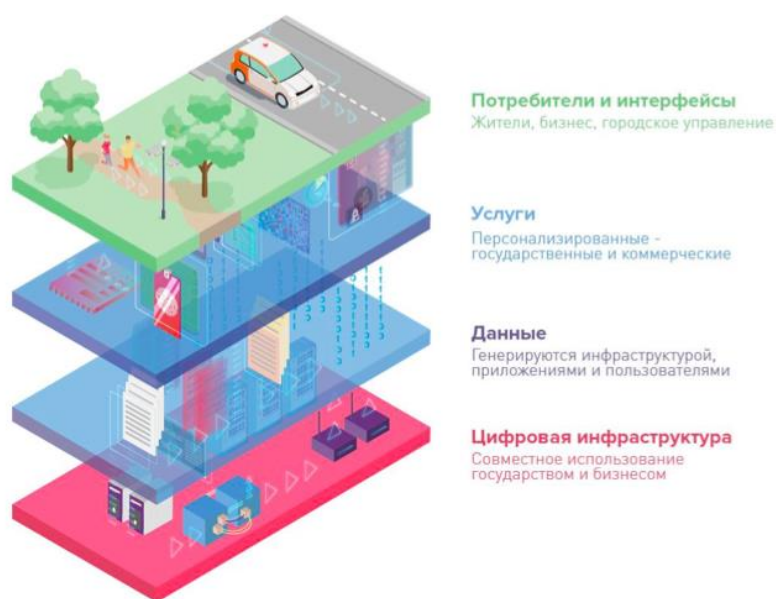 Потребители и интерфейсы
Жители, бизнес, городское управление
Услуги
Персонализированные -
государственные и коммерческие
Данные
Генерируются инфраструктурой,
приложениями и пользователями
Цифровая инфраструктура
Совместное использование
государством и бизнесом